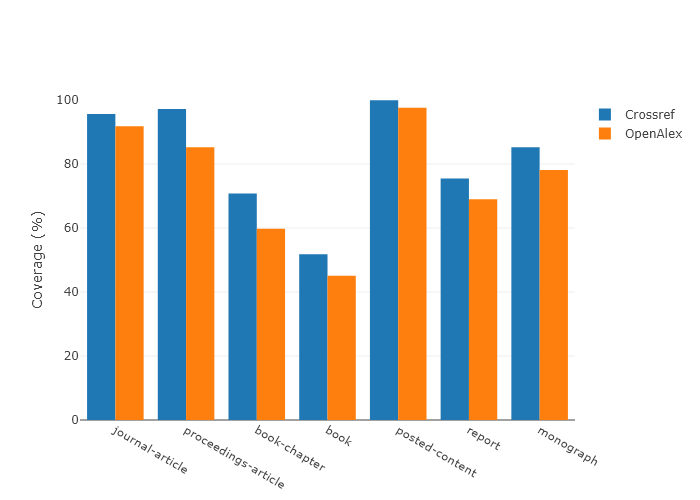 100
80
60
40
20
0
Coverage (%)
journal-article
proceedings-article
book-chapter
book
posted-content
report
monograph
Crossref
OpenAlex